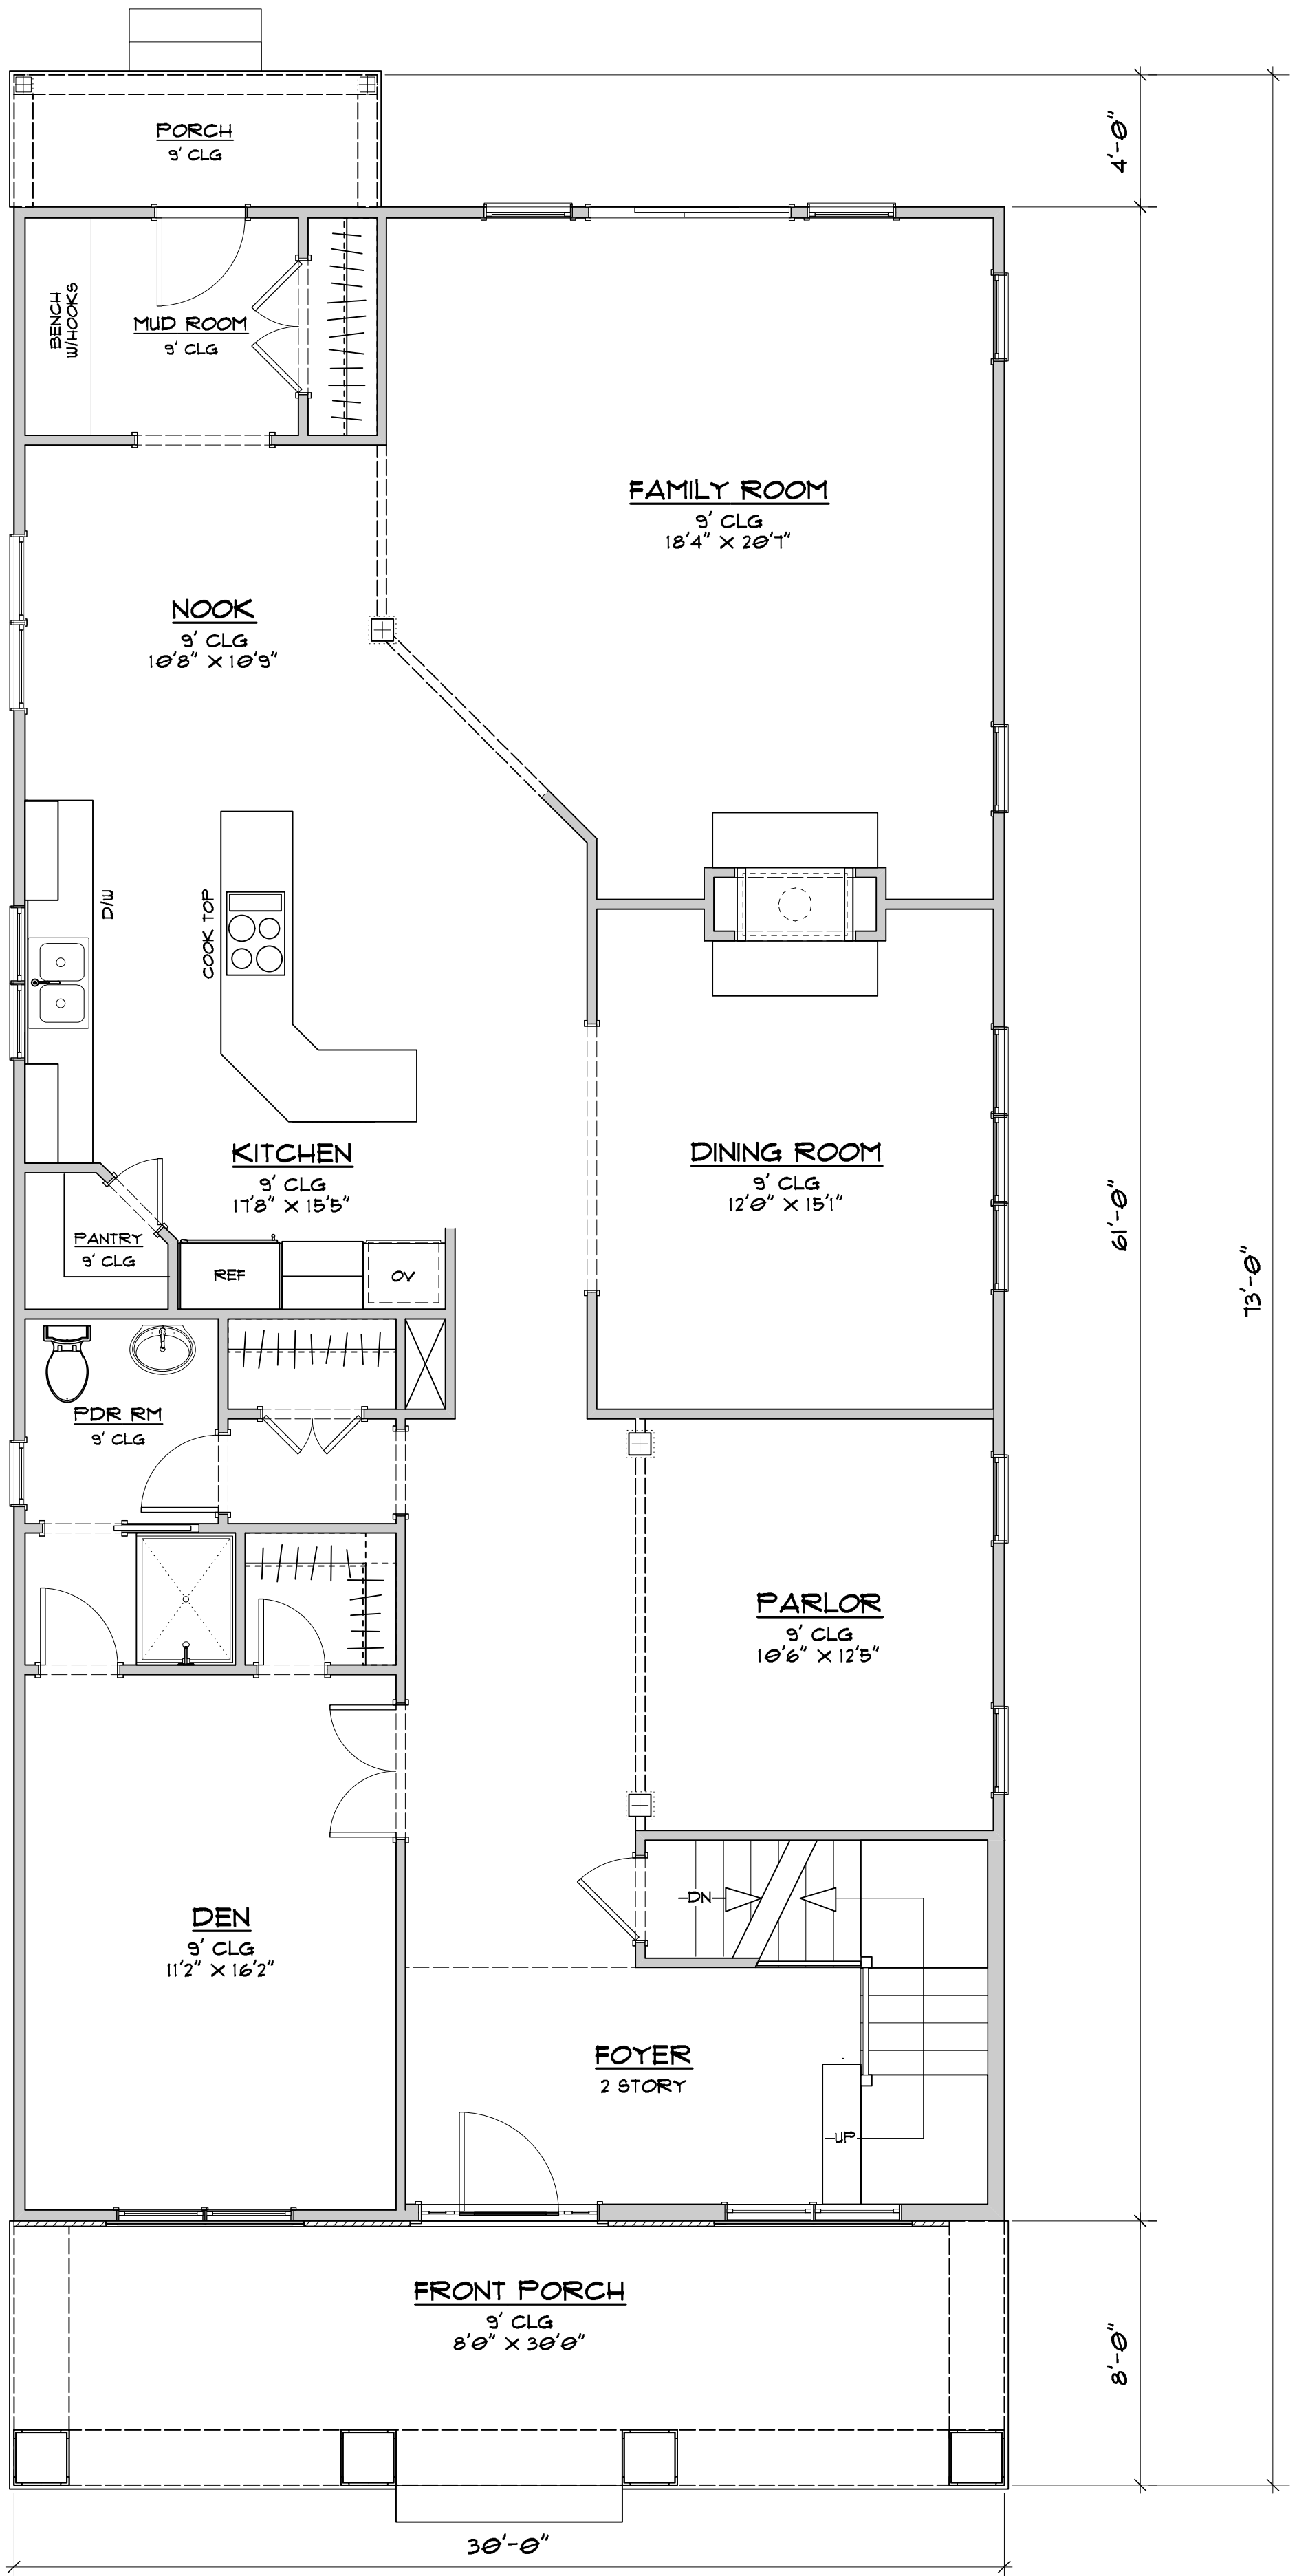 PORCH
9' CLG
4'-0"
BENCH
W/HOOKS
MUD ROOM
9' CLG
FAMILY ROOM
9' CLG
18'4" X 20'7"
NOOK
9' CLG
10'8" X 10'9"
D/W
COOK TOP
KITCHEN
9' CLG
17'8" X 15'5"
DINING ROOM
9' CLG
12'0" X 15'1"
61'-0"
73'-0"
PANTRY
9' CLG
REF
OV
PDR RM
9' CLG
PARLOR
9' CLG
10'6" X 12'5"
DN
DEN
9' CLG
11'2" X 16'2"
FOYER
2 STORY
UP
FRONT PORCH
9' CLG
8'0" X 30'0"
8'-0"
30'-0"